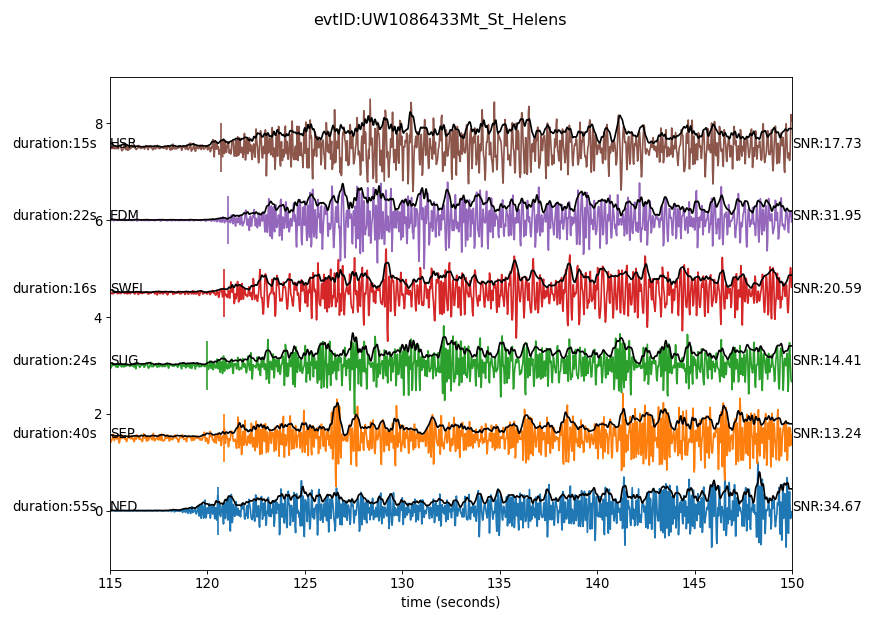 evtID:UW1086433Mt_St_Helens
8
duration:15s HSR SNR:17.73
duration:22s EDM SNR:31.95
6
duration:16s SWFL SNR:20.59
4
duration:24s SUG SNR:14.41
2
duration:40s SEP SNR:13.24
duration:55s NED SNR:34.67
0
115 120 125 130 135 140 145 150
time (seconds)